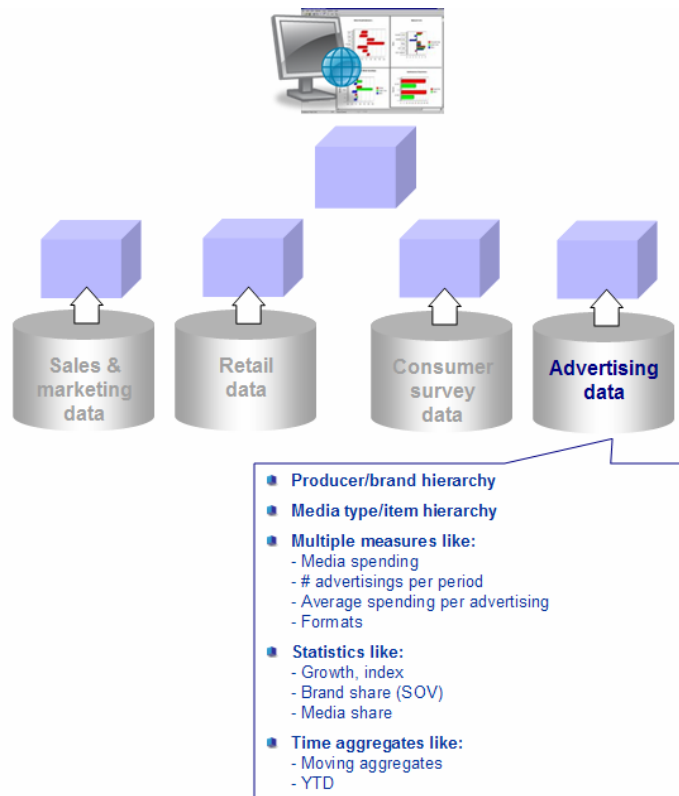 Sales &
marketing
data
Retail
data
Consumer
survey
data
Advertising
data
Producer/brand hierarchy
Media type/item hierarchy
Multiple measures like:
- Media spending
- # advertisings per period
- Average spending per advertising
- Formats
Statistics like:
- Growth, index
- Brand share (SOV)
- Media share
Time aggregates like:
- Moving aggregates
- YTD